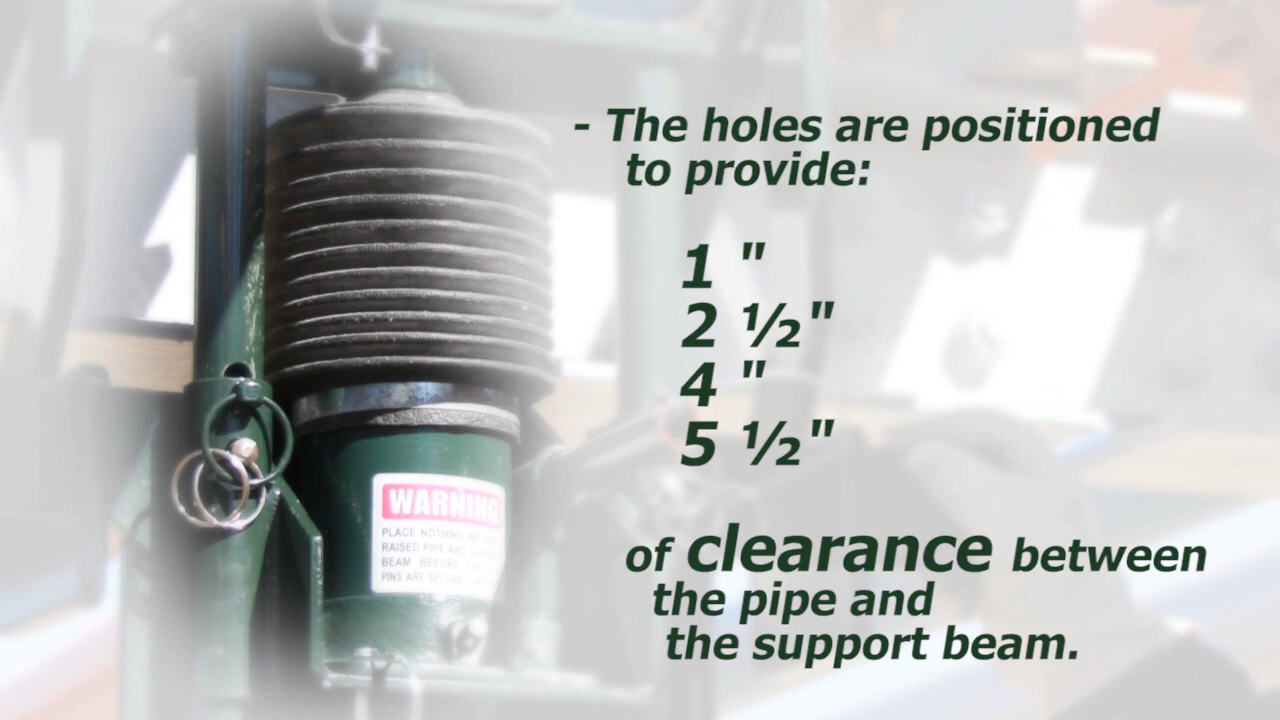 - The holes are positioned
to provide:
1 "
2 ½"
4 "
5 ½"
of clearance between
the pipe and
the support beam.
WARNING
PLACE NOTHING
RAISED PIPE AND
BEAM BEFORE
PINS ARE